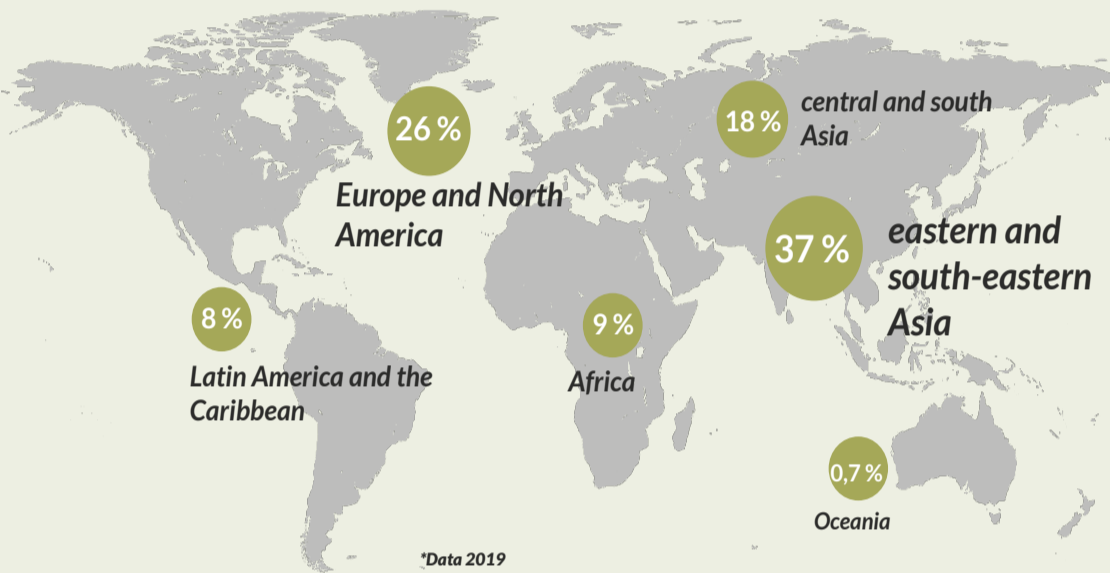 26 %
Europe and North
America
18 %
central and south
Asia
37 %
eastern and
south-eastern
Asia
8 %
Latin America and the
Caribbean
9 %
Africa
0,7 %
Oceania
*Data 2019